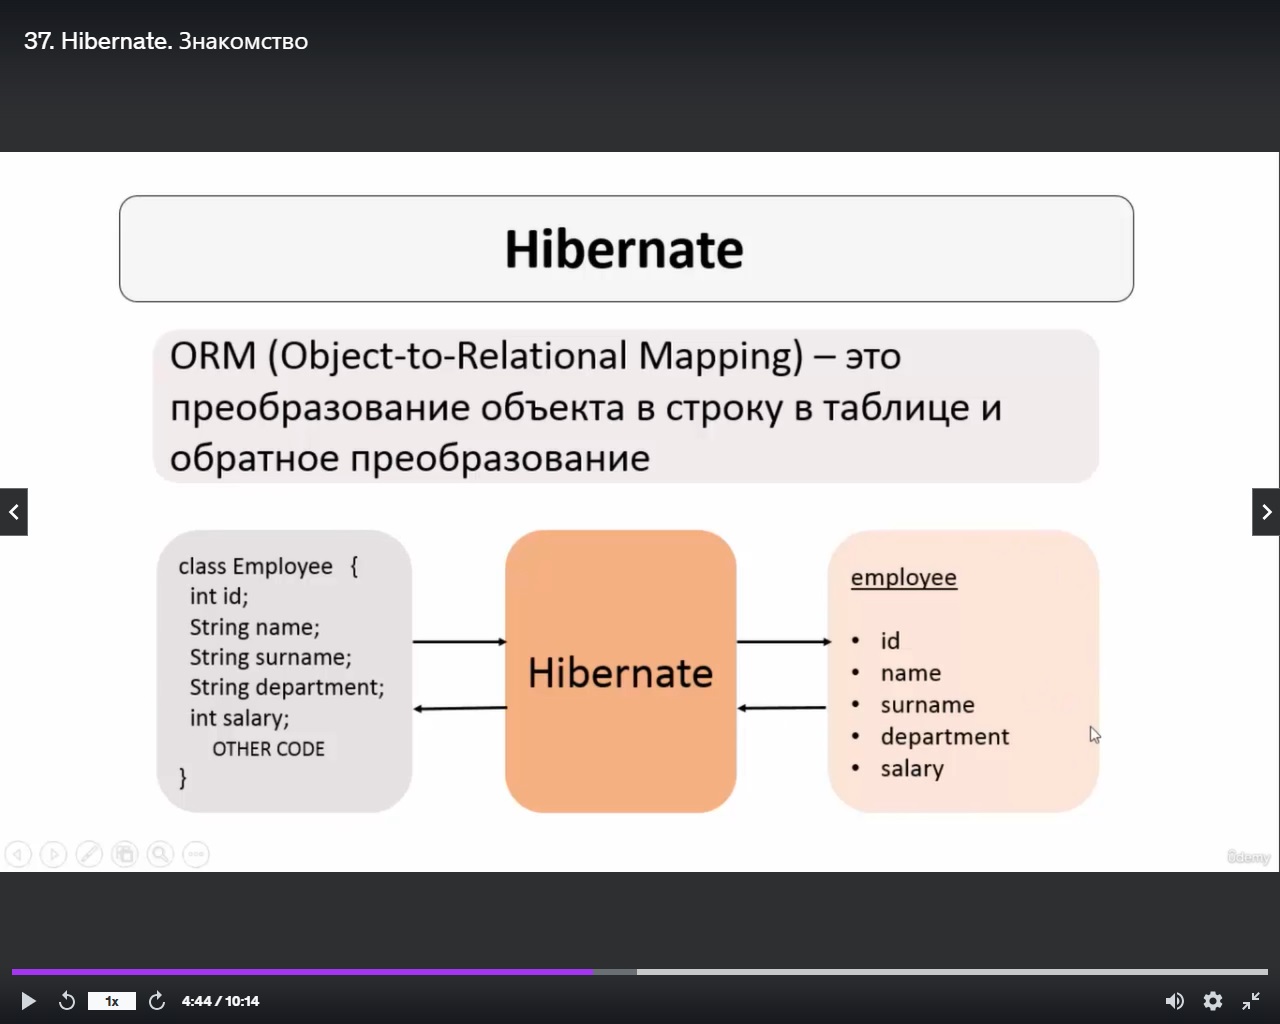 37. Hibernate. Знакомство
Hibernate
ORM (Object-to-Relational Mapping) – это
преобразование объекта в строку в таблице и
обратное преобразование
class Employee {
int id;
String name;
String surname;
String department;
int salary;
OTHER CODE
}
Hibernate
employee
• id
• name
• surname
• department
• salary
ûdemy
1x
4:44 / 10:14